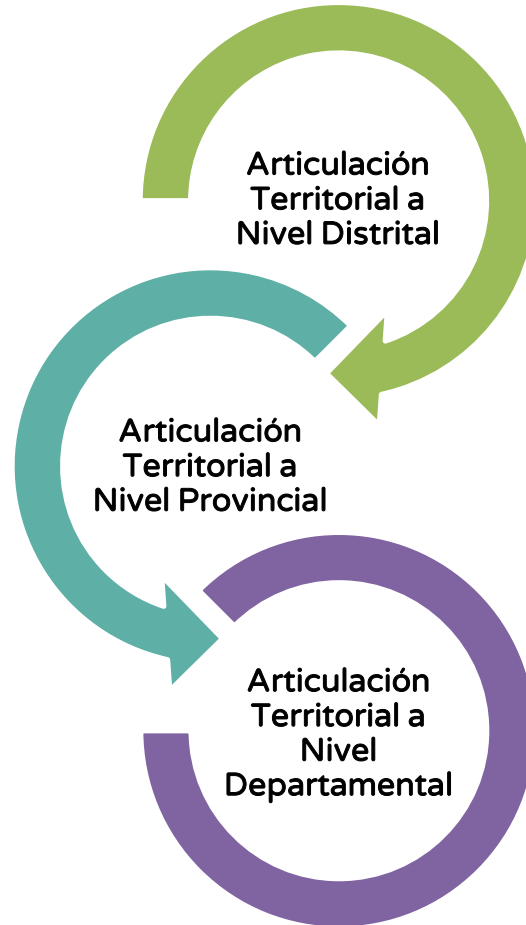 Articulación
Territorial a
Nivel Distrital
Articulación
Territorial a
Nivel Provincial
Articulación
Territorial a
Nivel
Departamental